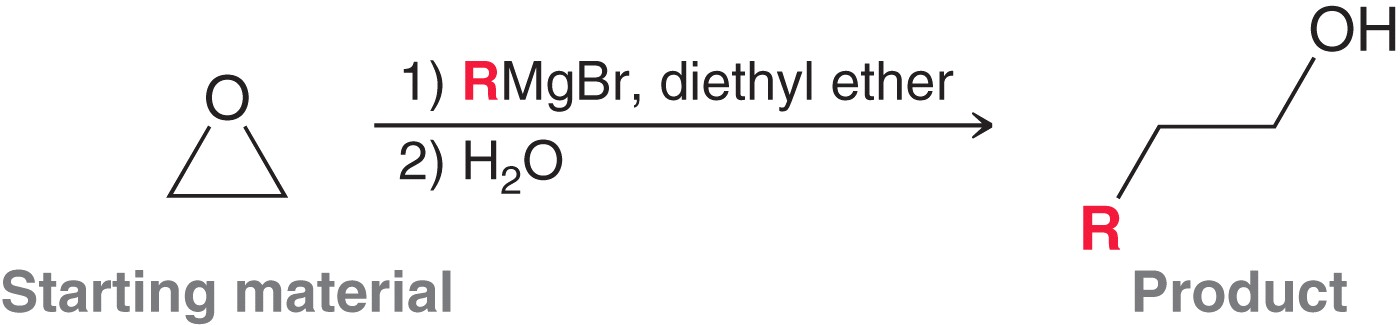 O
1) RMgBr, diethyl ether
2) H₂O
OH
R
Starting material
Product